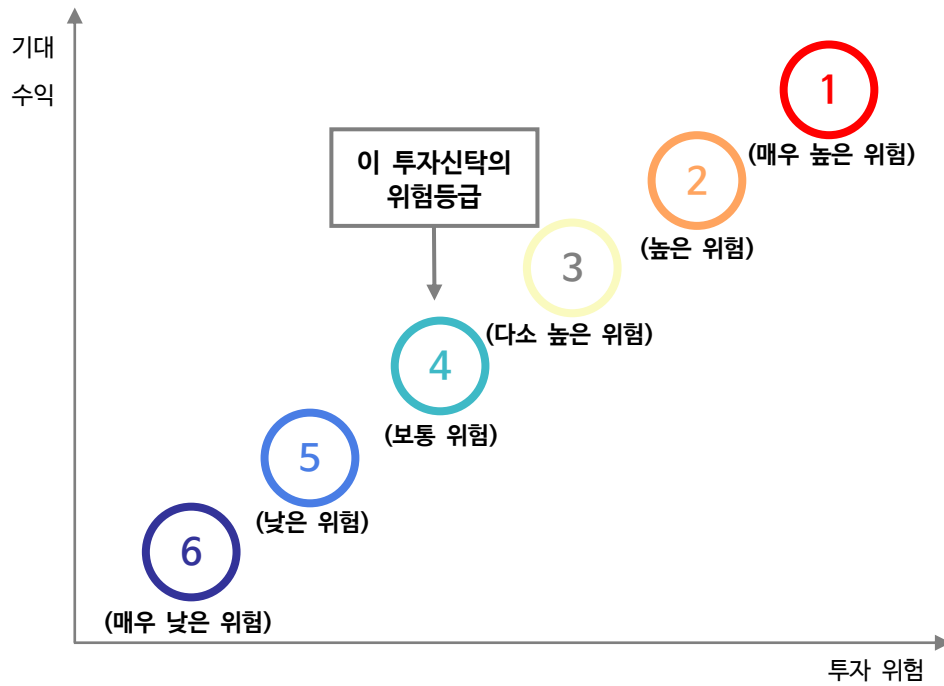 기대
수익
1
(매우 높은 위험)
이 투자신탁의
위험등급
2
(높은 위험)
3
(다소 높은 위험)
4
(보통 위험)
5
(낮은 위험)
6
(매우 낮은 위험)
투자 위험